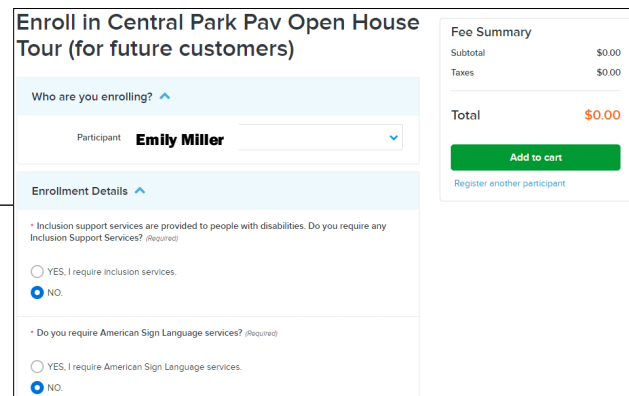 Enroll in Central Park Pav Open House
Tour (for future customers)
Who are you enrolling?
Participant Emily Miller
Enrollment Details
* Inclusion support services are provided to people with disabilities. Do you require any
Inclusion Support Services? (Required)
YES, I require inclusion services.
NO.
* Do you require American Sign Language services? (Required)
YES, I require American Sign Language services.
NO.
Fee Summary
Subtotal $0.00
Taxes $0.00
Total $0.00
Add to cart
Register another participant